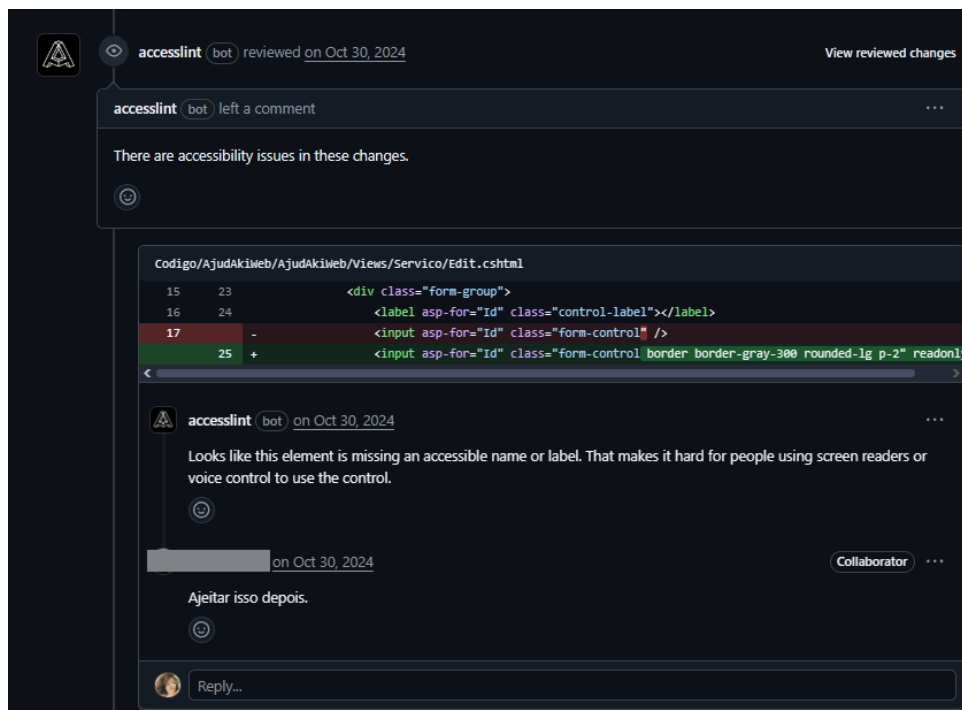 accesslint bot reviewed on Oct 30, 2024 View reviewed changes
accesslint bot left a comment ...
There are accessibility issues in these changes.
Codigo/AjudAkiWeb/AjudAkiWeb/Views/Servico/Edit.cshtml
15 23 <div class="form-group">
16 24 <label asp-for="Id" class="control-label"></label>
17 - <input asp-for="Id" class="form-control" />
25 + <input asp-for="Id" class="form-control border border-gray-300 rounded-lg p-2" readonly
accesslint bot on Oct 30, 2024 ...
Looks like this element is missing an accessible name or label. That makes it hard for people using screen readers or
voice control to use the control.
on Oct 30, 2024 Collaborator ...
Ajeitar isso depois.
Reply...